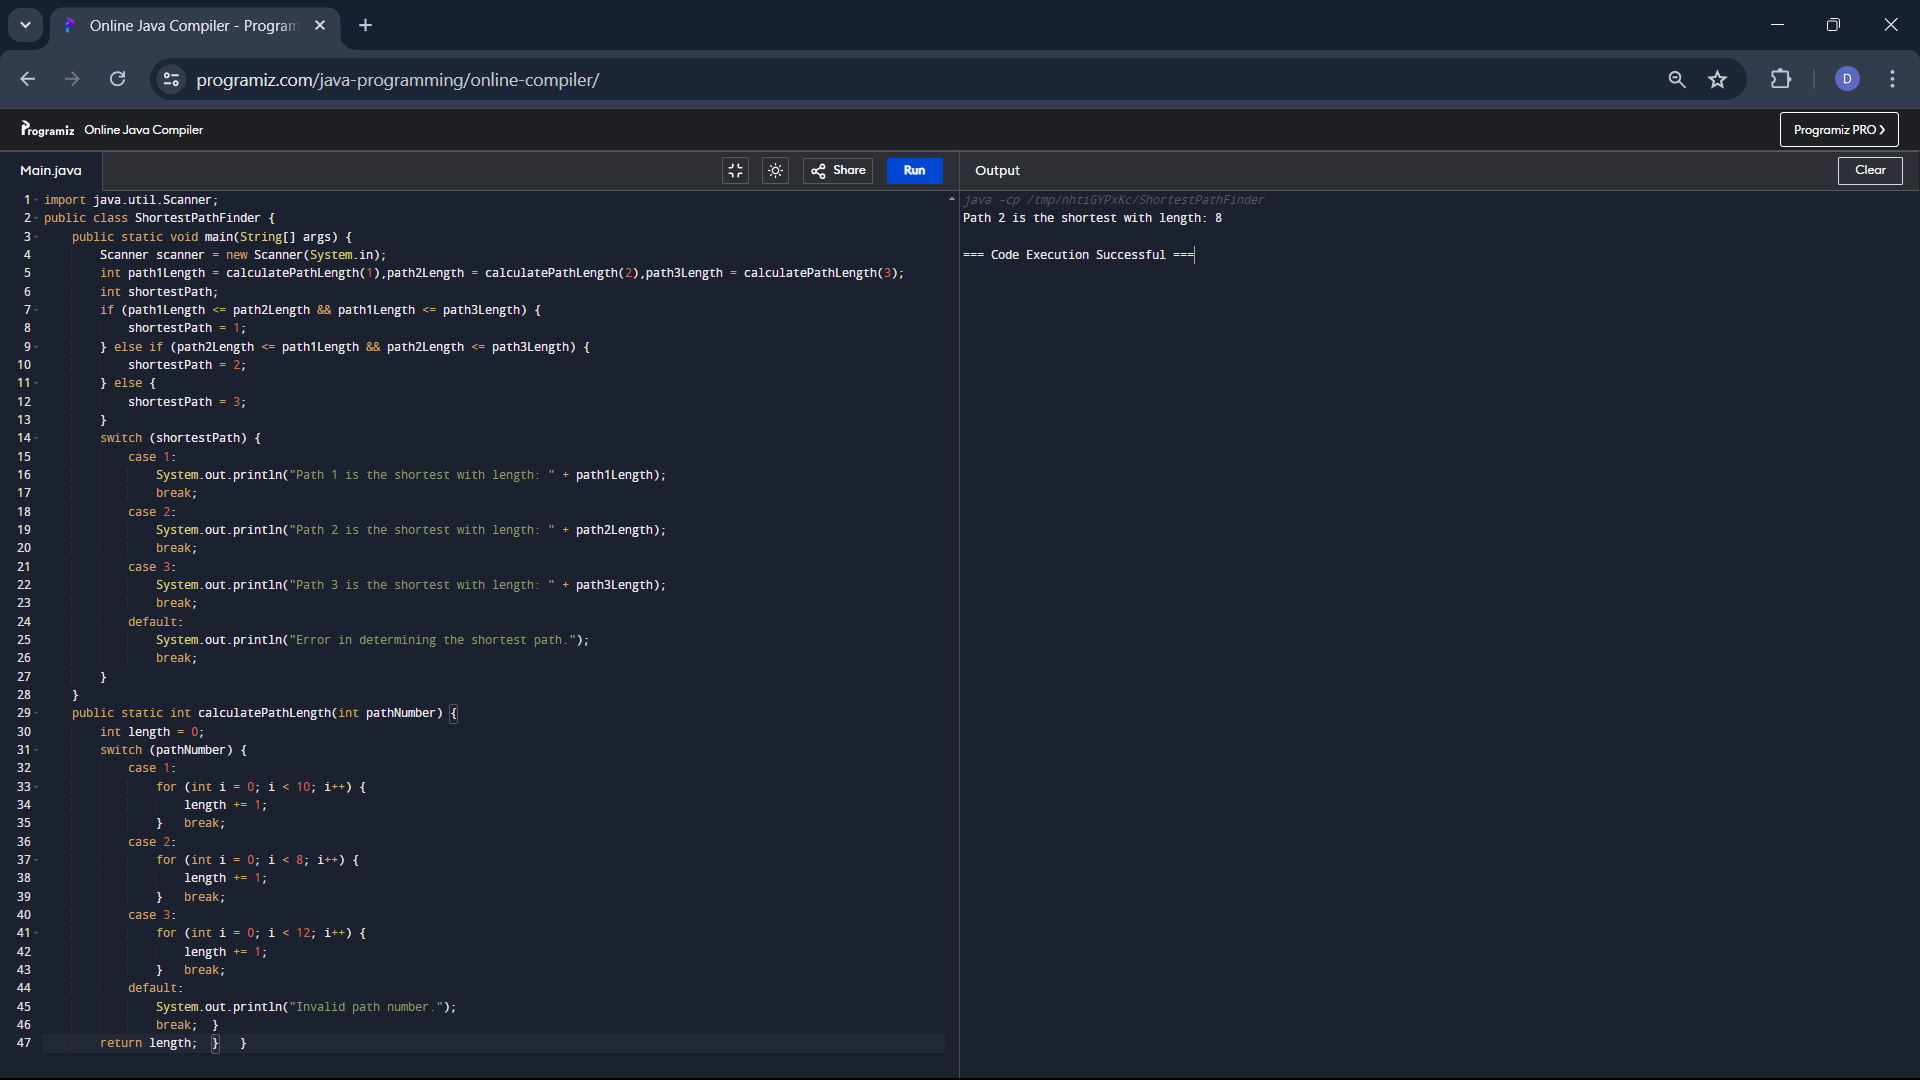 Online Java Compiler - Program
programiz.com/java-programming/online-compiler/
D
Programiz Online Java Compiler
Programiz PRO
Main.java
Share
Run
Output
Clear
1 import java.util.Scanner;
2 public class ShortestPathFinder {
3 public static void main(String[] args) {
4 Scanner scanner = new Scanner(System.in);
5 int path1Length = calculatePathLength(1),path2Length = calculatePathLength(2),path3Length = calculatePathLength(3);
6 int shortestPath;
7 if (path1Length <= path2Length && path1Length <= path3Length) {
8 shortestPath = 1;
9 } else if (path2Length <= path1Length && path2Length <= path3Length) {
10 shortestPath = 2;
11 } else {
12 shortestPath = 3;
13 }
14 switch (shortestPath) {
15 case 1:
16 System.out.println("Path 1 is the shortest with length: " + path1Length);
17 break;
18 case 2:
19 System.out.println("Path 2 is the shortest with length: " + path2Length);
20 break;
21 case 3:
22 System.out.println("Path 3 is the shortest with length: " + path3Length);
23 break;
24 default:
25 System.out.println("Error in determining the shortest path.");
26 break;
27 }
28 }
29 public static int calculatePathLength(int pathNumber) {
30 int length = 0;
31 switch (pathNumber) {
32 case 1:
33 for (int i = 0; i < 10; i++) {
34 length += 1;
35 } break;
36 case 2:
37 for (int i = 0; i < 8; i++) {
38 length += 1;
39 } break;
40 case 3:
41 for (int i = 0; i < 12; i++) {
42 length += 1;
43 } break;
44 default:
45 System.out.println("Invalid path number.");
46 break; }
47 return length; } }
java -cp /tmp/nhtiGYPxKc/ShortestPathFinder
Path 2 is the shortest with length: 8
=== Code Execution Successful ===